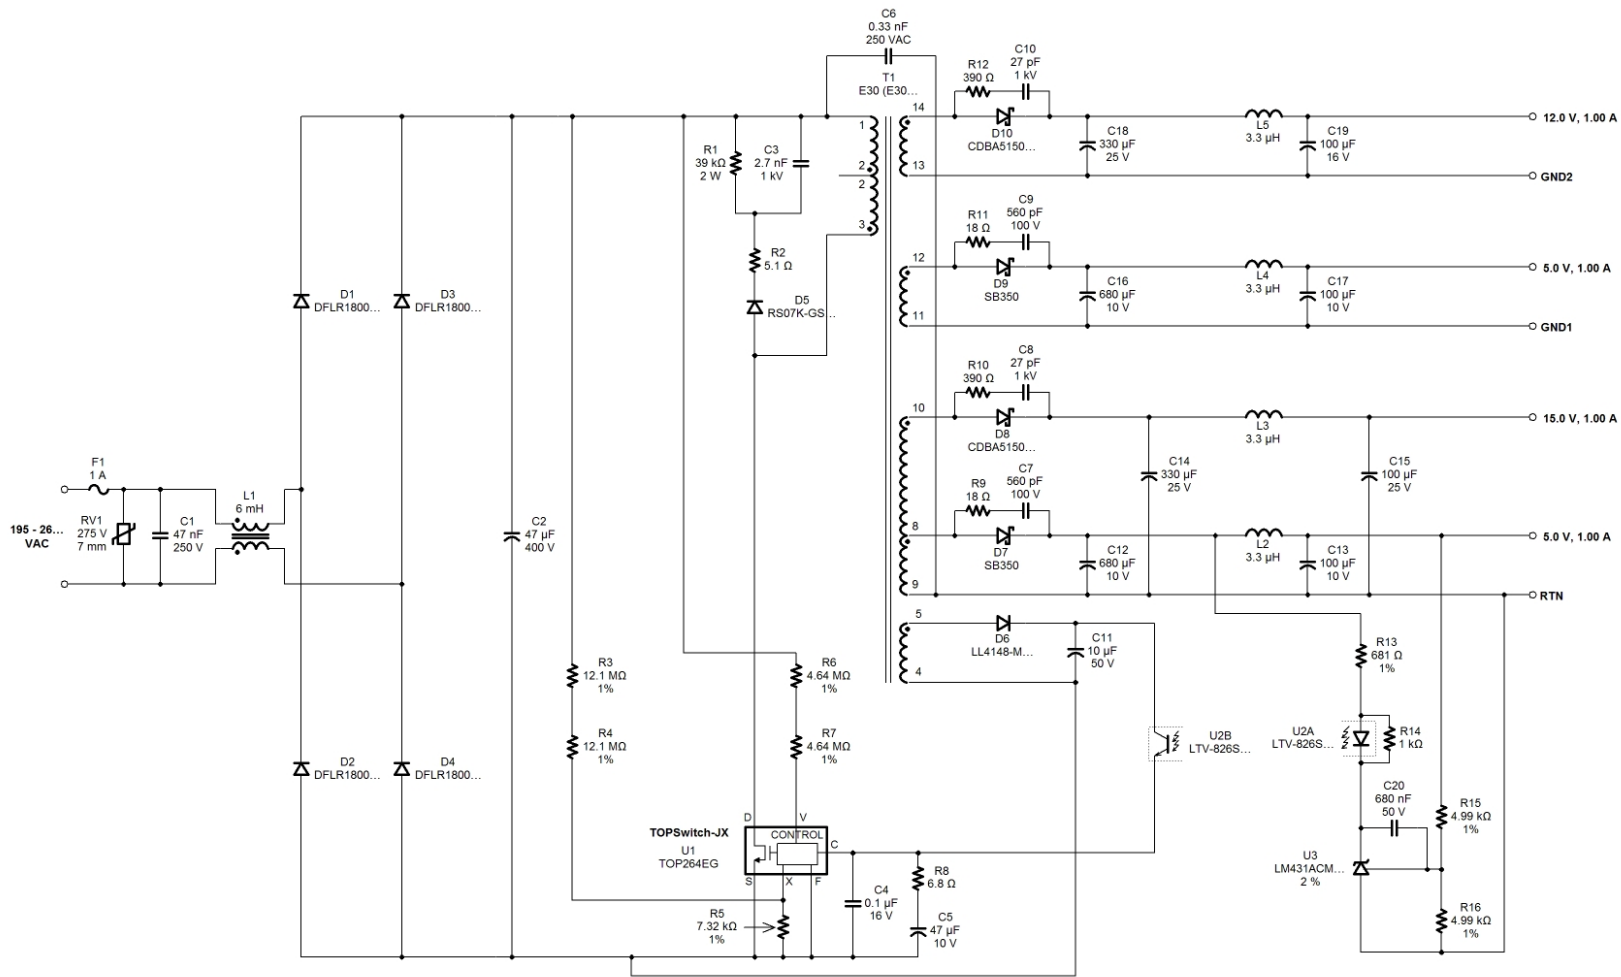 C6
0.33 nF
250 VAC
T1
E30 (E30...
R12
390 Ω
C10
27 pF
1 kV
14
D10
CDBA5150...
13
C18
330 µF
25 V
L5
3.3 µH
C19
100 µF
16 V
12.0 V, 1.00 A
GND2
1
2
2
3
R1
39 kΩ
2 W
C3
2.7 nF
1 kV
R2
5.1 Ω
D5
RS07K-GS...
R11
18 Ω
C9
560 pF
100 V
12
D9
SB350
11
C16
680 µF
10 V
L4
3.3 µH
C17
100 µF
10 V
5.0 V, 1.00 A
GND1
D1
DFLR1800...
D3
DFLR1800...
R10
390 Ω
C8
27 pF
1 kV
10
D8
CDBA5150...
L3
3.3 µH
15.0 V, 1.00 A
C14
330 µF
25 V
C15
100 µF
25 V
R9
18 Ω
C7
560 pF
100 V
8
D7
SB350
9
C12
680 µF
10 V
L2
3.3 µH
C13
100 µF
10 V
5.0 V, 1.00 A
RTN
F1
1 A
195 - 26...
VAC
RV1
275 V
7 mm
C1
47 nF
250 V
L1
6 mH
C2
47 µF
400 V
5
D6
LL4148-M...
4
C11
10 µF
50 V
R3
12.1 MΩ
1%
R4
12.1 MΩ
1%
R6
4.64 MΩ
1%
R7
4.64 MΩ
1%
R13
681 Ω
1%
U2B
LTV-826S...
U2A
LTV-826S...
R14
1 kΩ
D2
DFLR1800...
D4
DFLR1800...
C20
680 nF
50 V
R15
4.99 kΩ
1%
U3
LM431ACM...
2 %
R16
4.99 kΩ
1%
TOPSwitch-JX
U1
TOP264EG
D
V
CONTROL
C
S
X
F
R5
7.32 kΩ
1%
C4
0.1 µF
16 V
R8
6.8 Ω
C5
47 µF
10 V